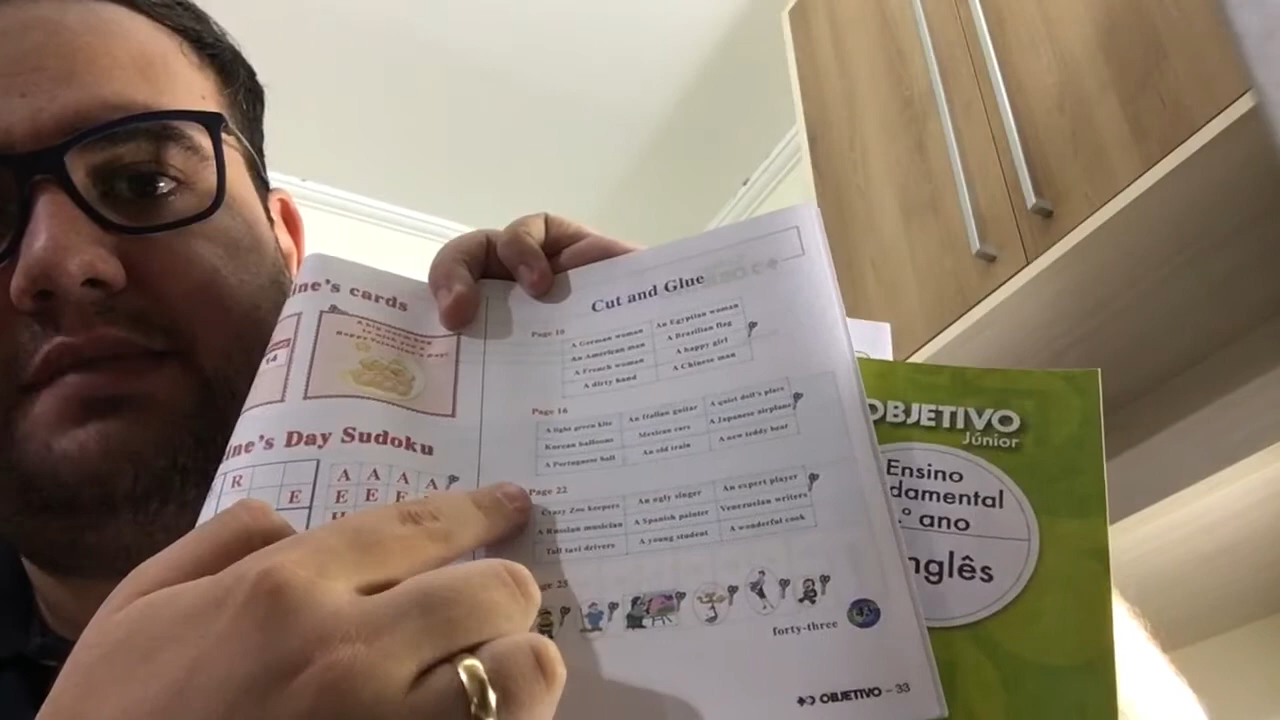 ine's cards
A big warm hug
to wish you a
Happy Valentine's day!
14
ine's Day Sudoku
R
E
A A A A
E E E
Cut and Glue
Page 10
A German woman An Egyptian woman
An American man A Brazilian flag
A French woman A happy girl
A dirty hand A Chinese man
Page 16
A light green kite An Italian guitar A quiet doll's place
Korean balloons Mexican cars A Japanese airplane
A Portuguese ball An old train A new teddy bear
Page 22
Crazy Zoo keepers An ugly singer An expert player
A Russian musician A Spanish painter Venezuelan writers
Tall taxi drivers A young student A wonderful cook
age 25
forty-three 43
OBJETIVO – 33
OBJETIVO
Júnior
Ensino
damental
º ano
nglês